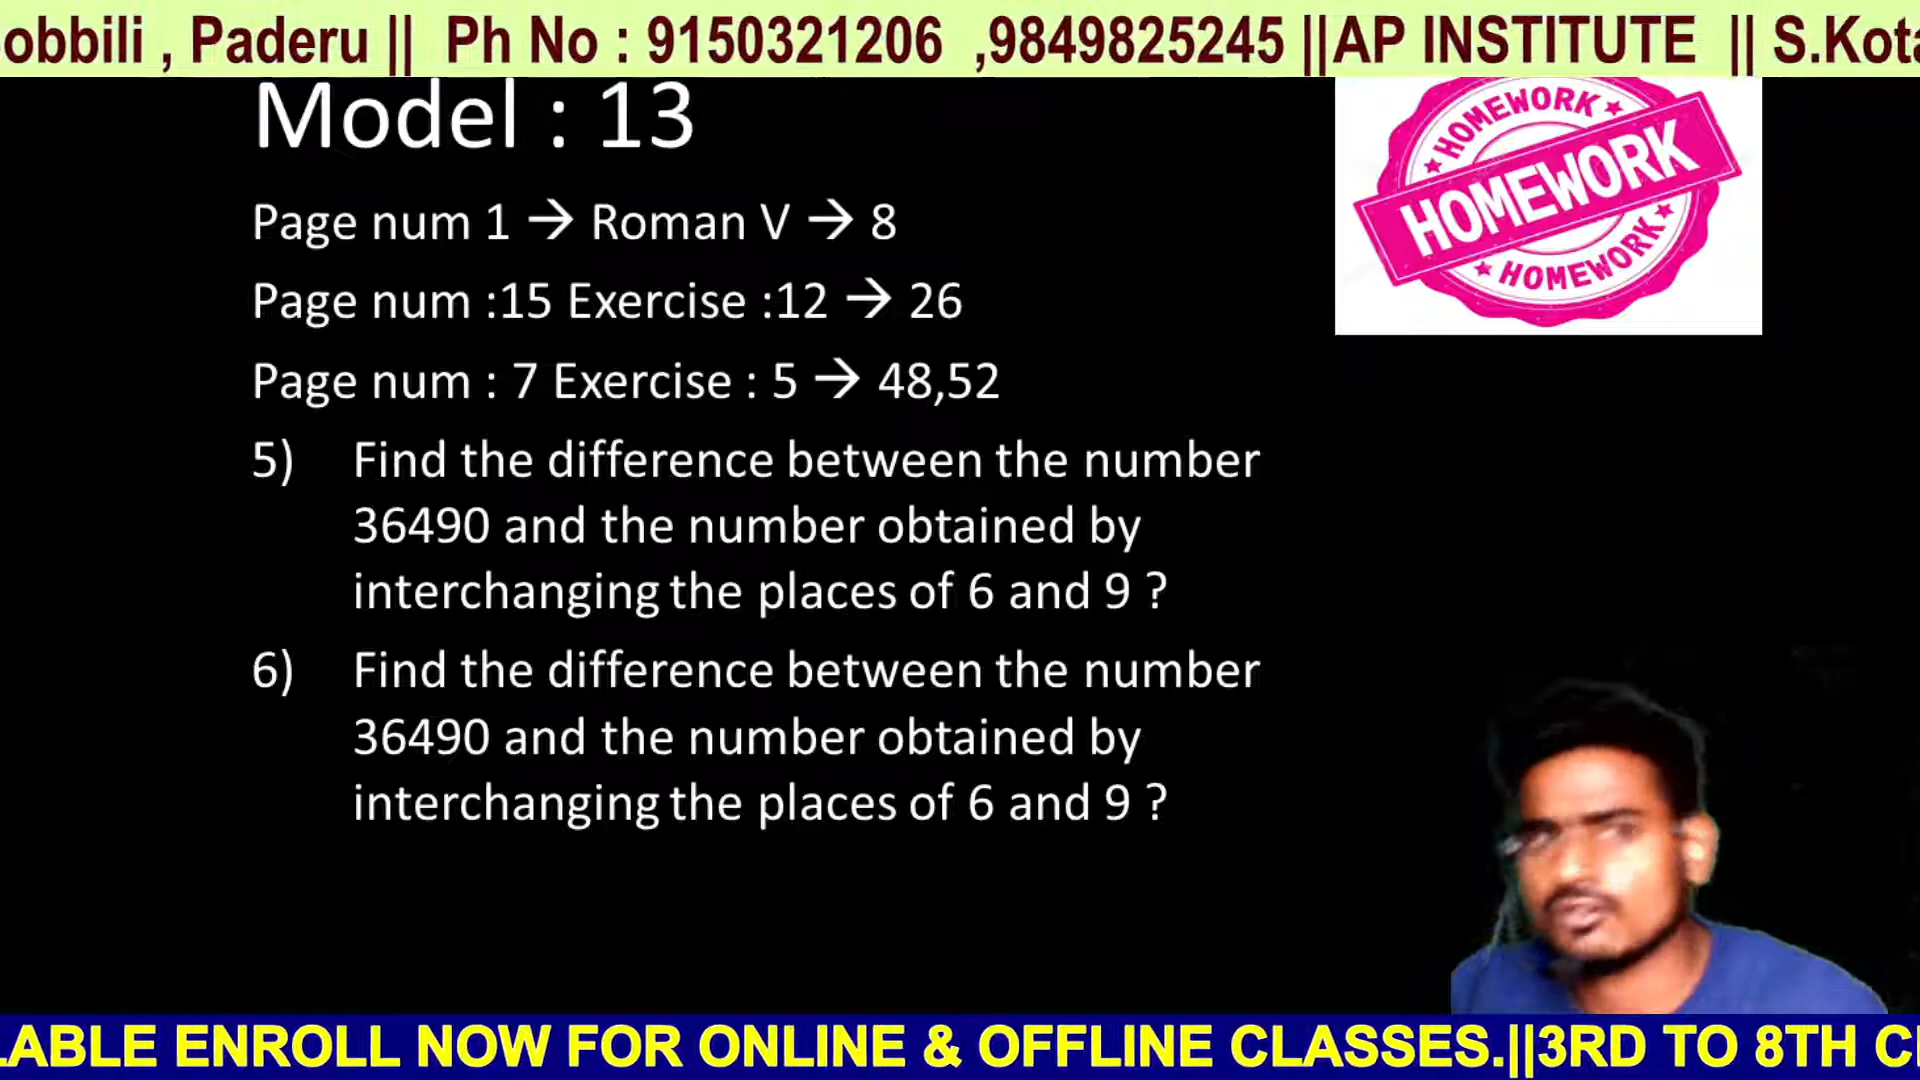 obbili , Paderu || Ph No : 9150321206 ,9849825245 ||AP INSTITUTE || S.Kota
Model : 13
HOMEWORK
HOMEWORK
HOMEWORK
Page num 1 → Roman V → 8
Page num :15 Exercise :12 → 26
Page num : 7 Exercise : 5 → 48,52
5) Find the difference between the number
36490 and the number obtained by
interchanging the places of 6 and 9 ?
6) Find the difference between the number
36490 and the number obtained by
interchanging the places of 6 and 9 ?
LABLE ENROLL NOW FOR ONLINE & OFFLINE CLASSES.||3RD TO 8TH